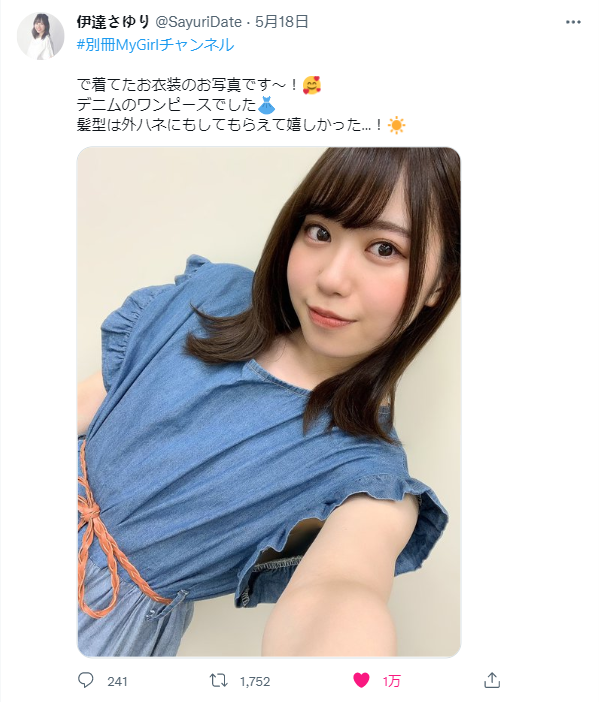 伊達さゆり @SayuriDate · 5月18日
#別冊MyGirlチャンネル
で着てたお衣装のお写真です〜！🥰
デニムのワンピースでした👗
髪型は外ハネにもしてもらえて嬉しかった...！☀️
241 1,752 1万